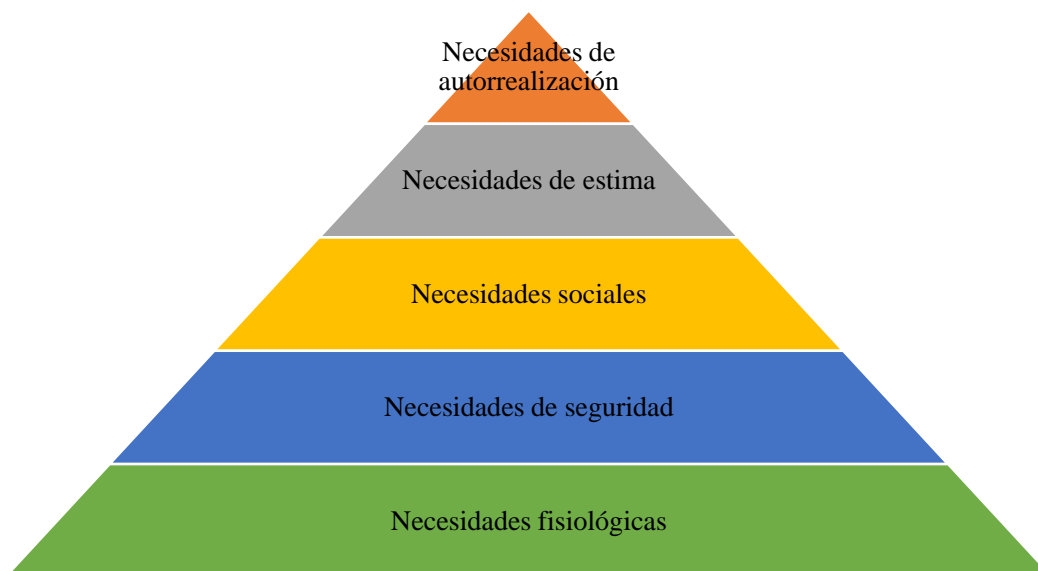 Necesidades de
autorrealización
Necesidades de estima
Necesidades sociales
Necesidades de seguridad
Necesidades fisiológicas